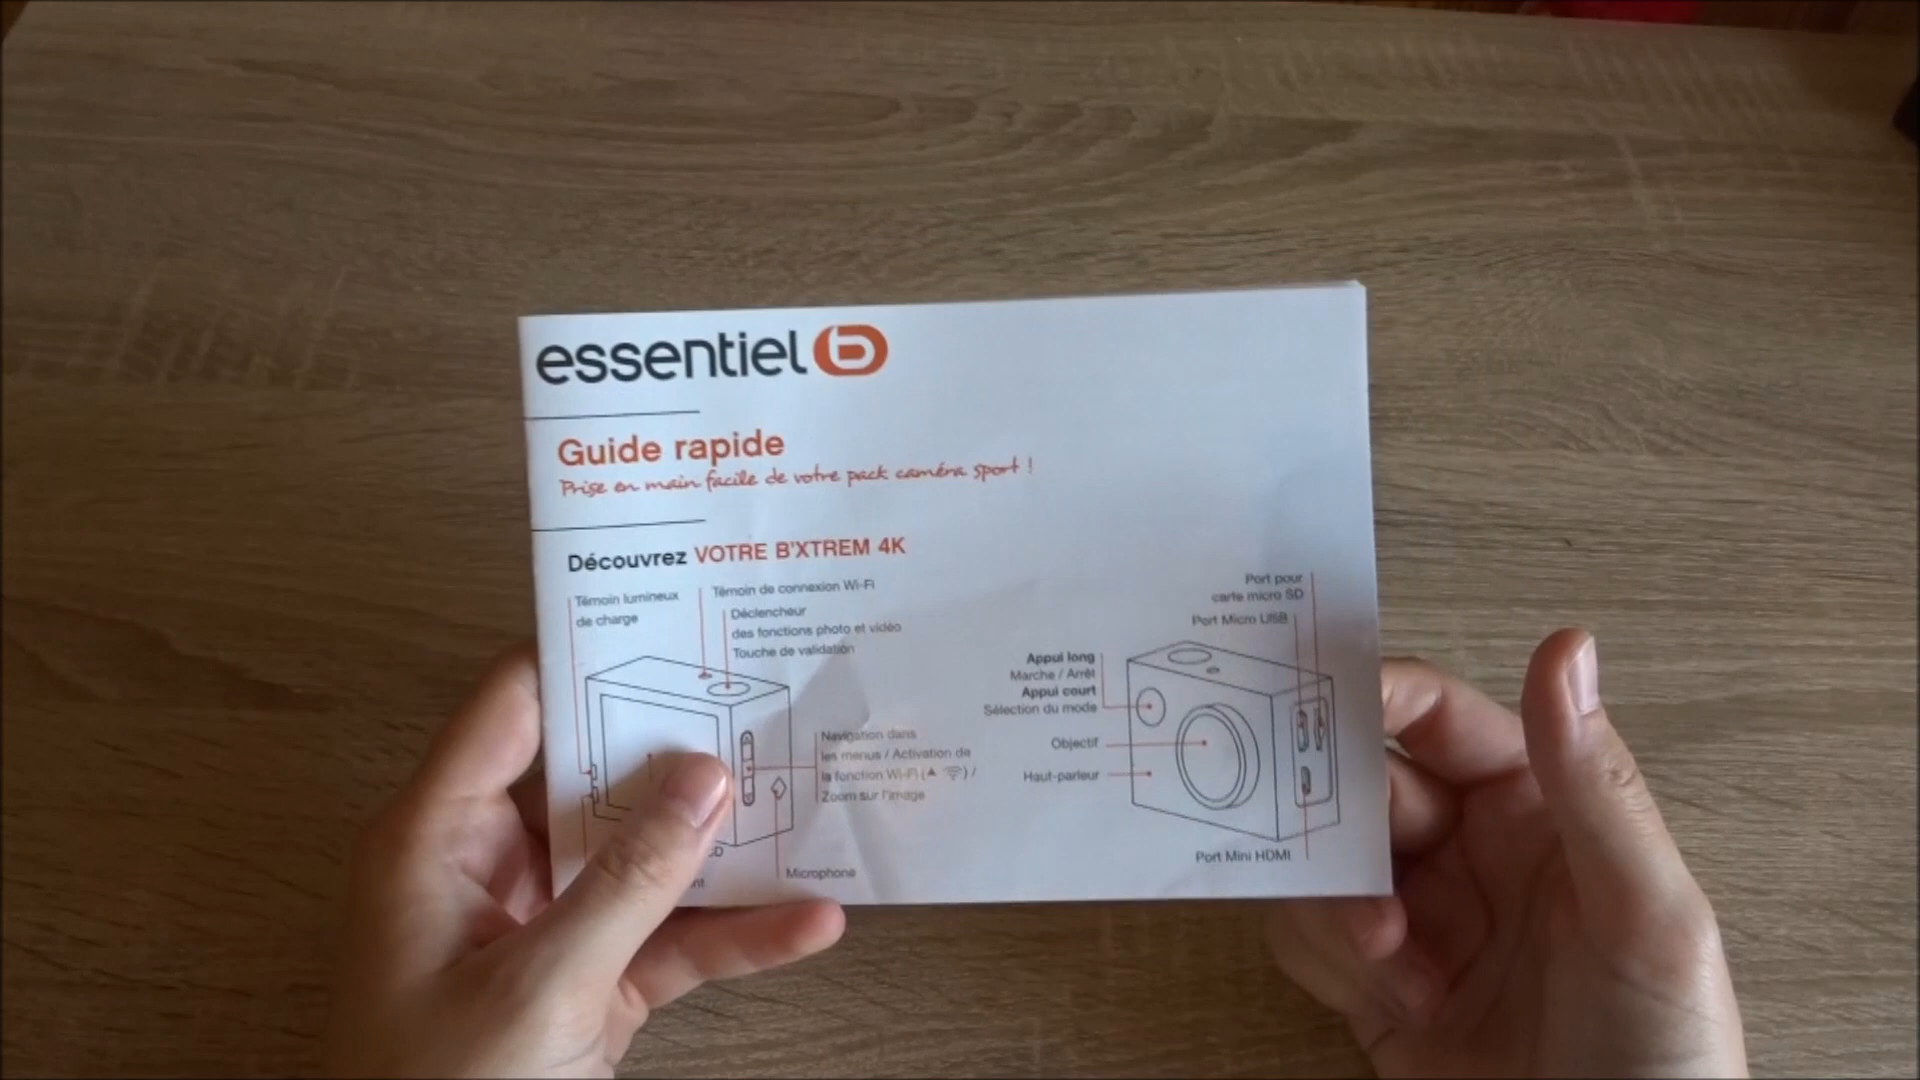 essentiel b
Guide rapide
Prise en main facile de votre pack caméra sport !
Découvrez VOTRE B'XTREM 4K
Témoin lumineux
de charge
Témoin de connexion Wi-Fi
Déclencheur
des fonctions photo et vidéo
Touche de validation
Navigation dans
les menus / Activation de
la fonction Wi-Fi (▲ ) /
Zoom sur l'image
Microphone
Port pour
carte micro SD
Port Micro USB
Appui long
Marche / Arrêt
Appui court
Sélection du mode
Objectif
Haut-parleur
Port Mini HDMI